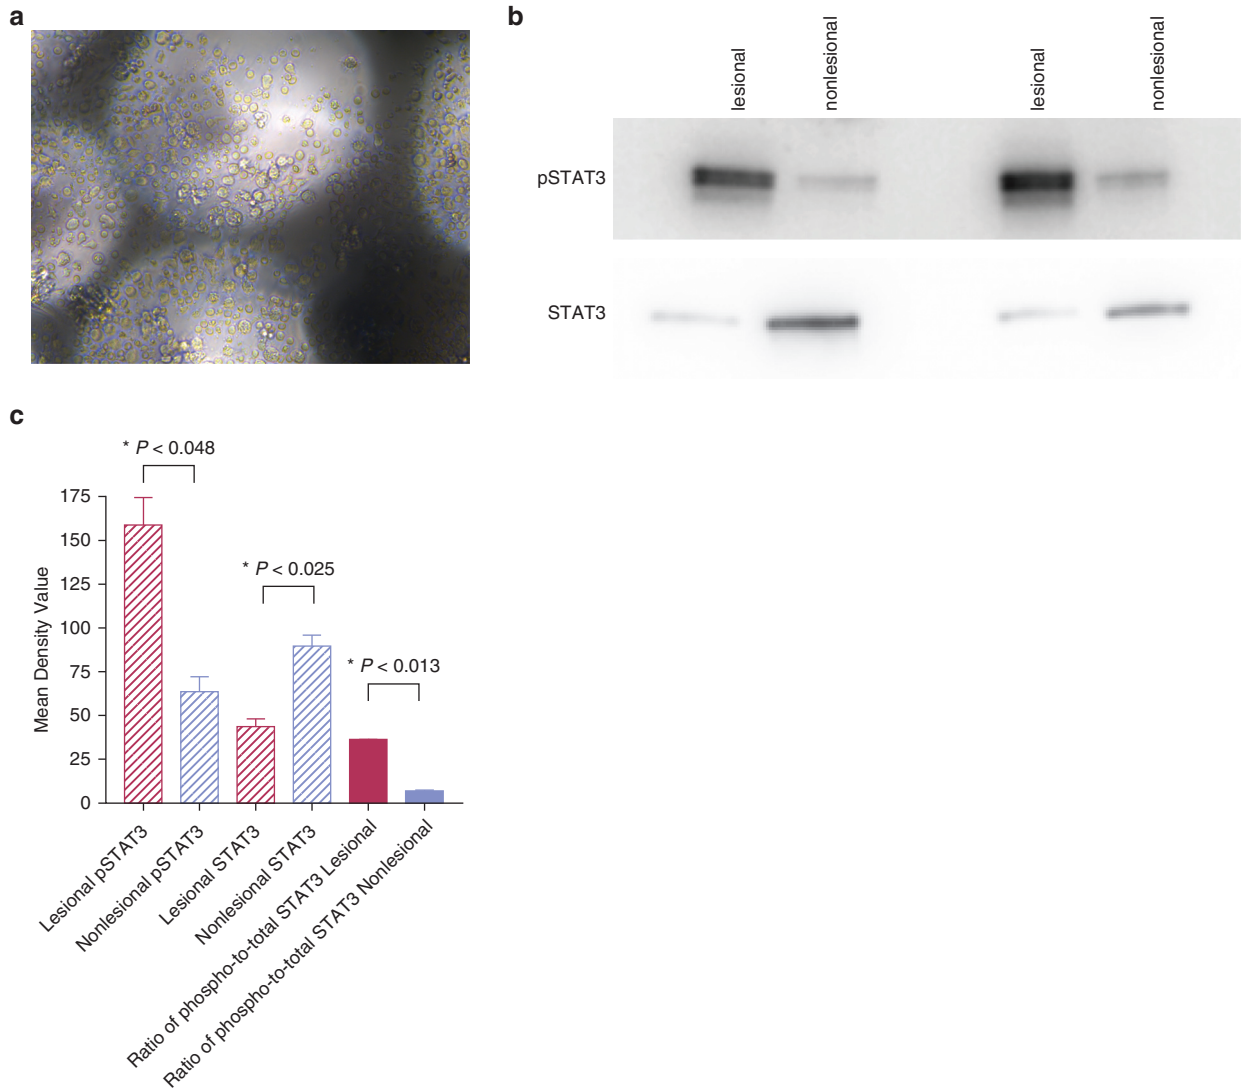 a
b
lesional
nonlesional
lesional
nonlesional
pSTAT3
STAT3
c
* P < 0.048
* P < 0.025
* P < 0.013
Mean Density Value
175
150
125
100
75
50
25
0
Lesional pSTAT3
Nonlesional pSTAT3
Lesional STAT3
Nonlesional STAT3
Ratio of phospho-to-total STAT3 Lesional
Ratio of phospho-to-total STAT3 Nonlesional